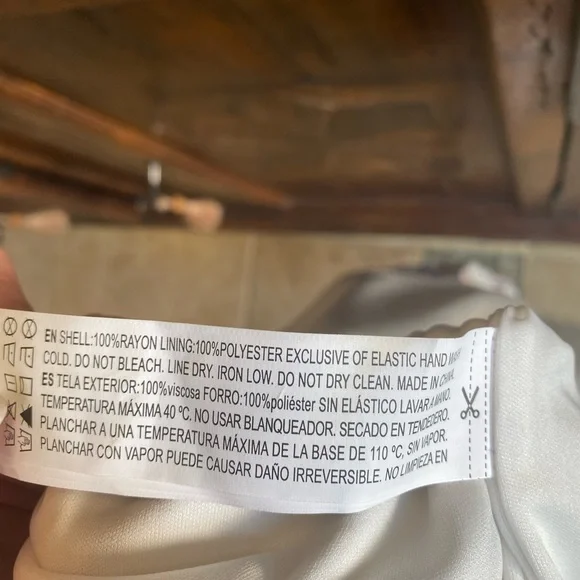 EN SHELL:100%RAYON LINING:100%POLYESTER EXCLUSIVE OF ELASTIC HAND WASH
COLD. DO NOT BLEACH. LINE DRY. IRON LOW. DO NOT DRY CLEAN. MADE IN CHINA.
ES TELA EXTERIOR:100%viscosa FORRO:100%poliéster SIN ELÁSTICO LAVAR A MANO.
TEMPERATURA MÁXIMA 40 ºC. NO USAR BLANQUEADOR. SECADO EN TENDEDERO.
PLANCHAR A UNA TEMPERATURA MÁXIMA DE LA BASE DE 110 ºC, SIN VAPOR.
PLANCHAR CON VAPOR PUEDE CAUSAR DAÑO IRREVERSIBLE. NO LIMPIEZA EN